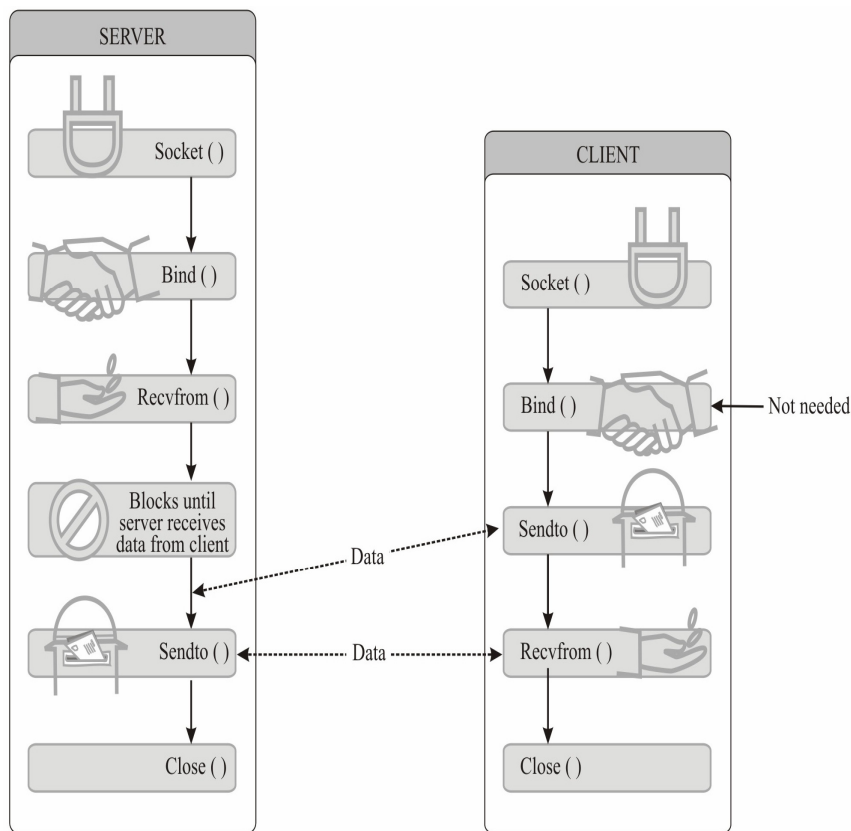 SERVER
Socket ( )
Bind ( )
Recvfrom ( )
Blocks until
server receives
data from client
Sendto ( )
Close ( )
Data
Data
CLIENT
Socket ( )
Bind ( )
Not needed
Sendto ( )
Recvfrom ( )
Close ( )